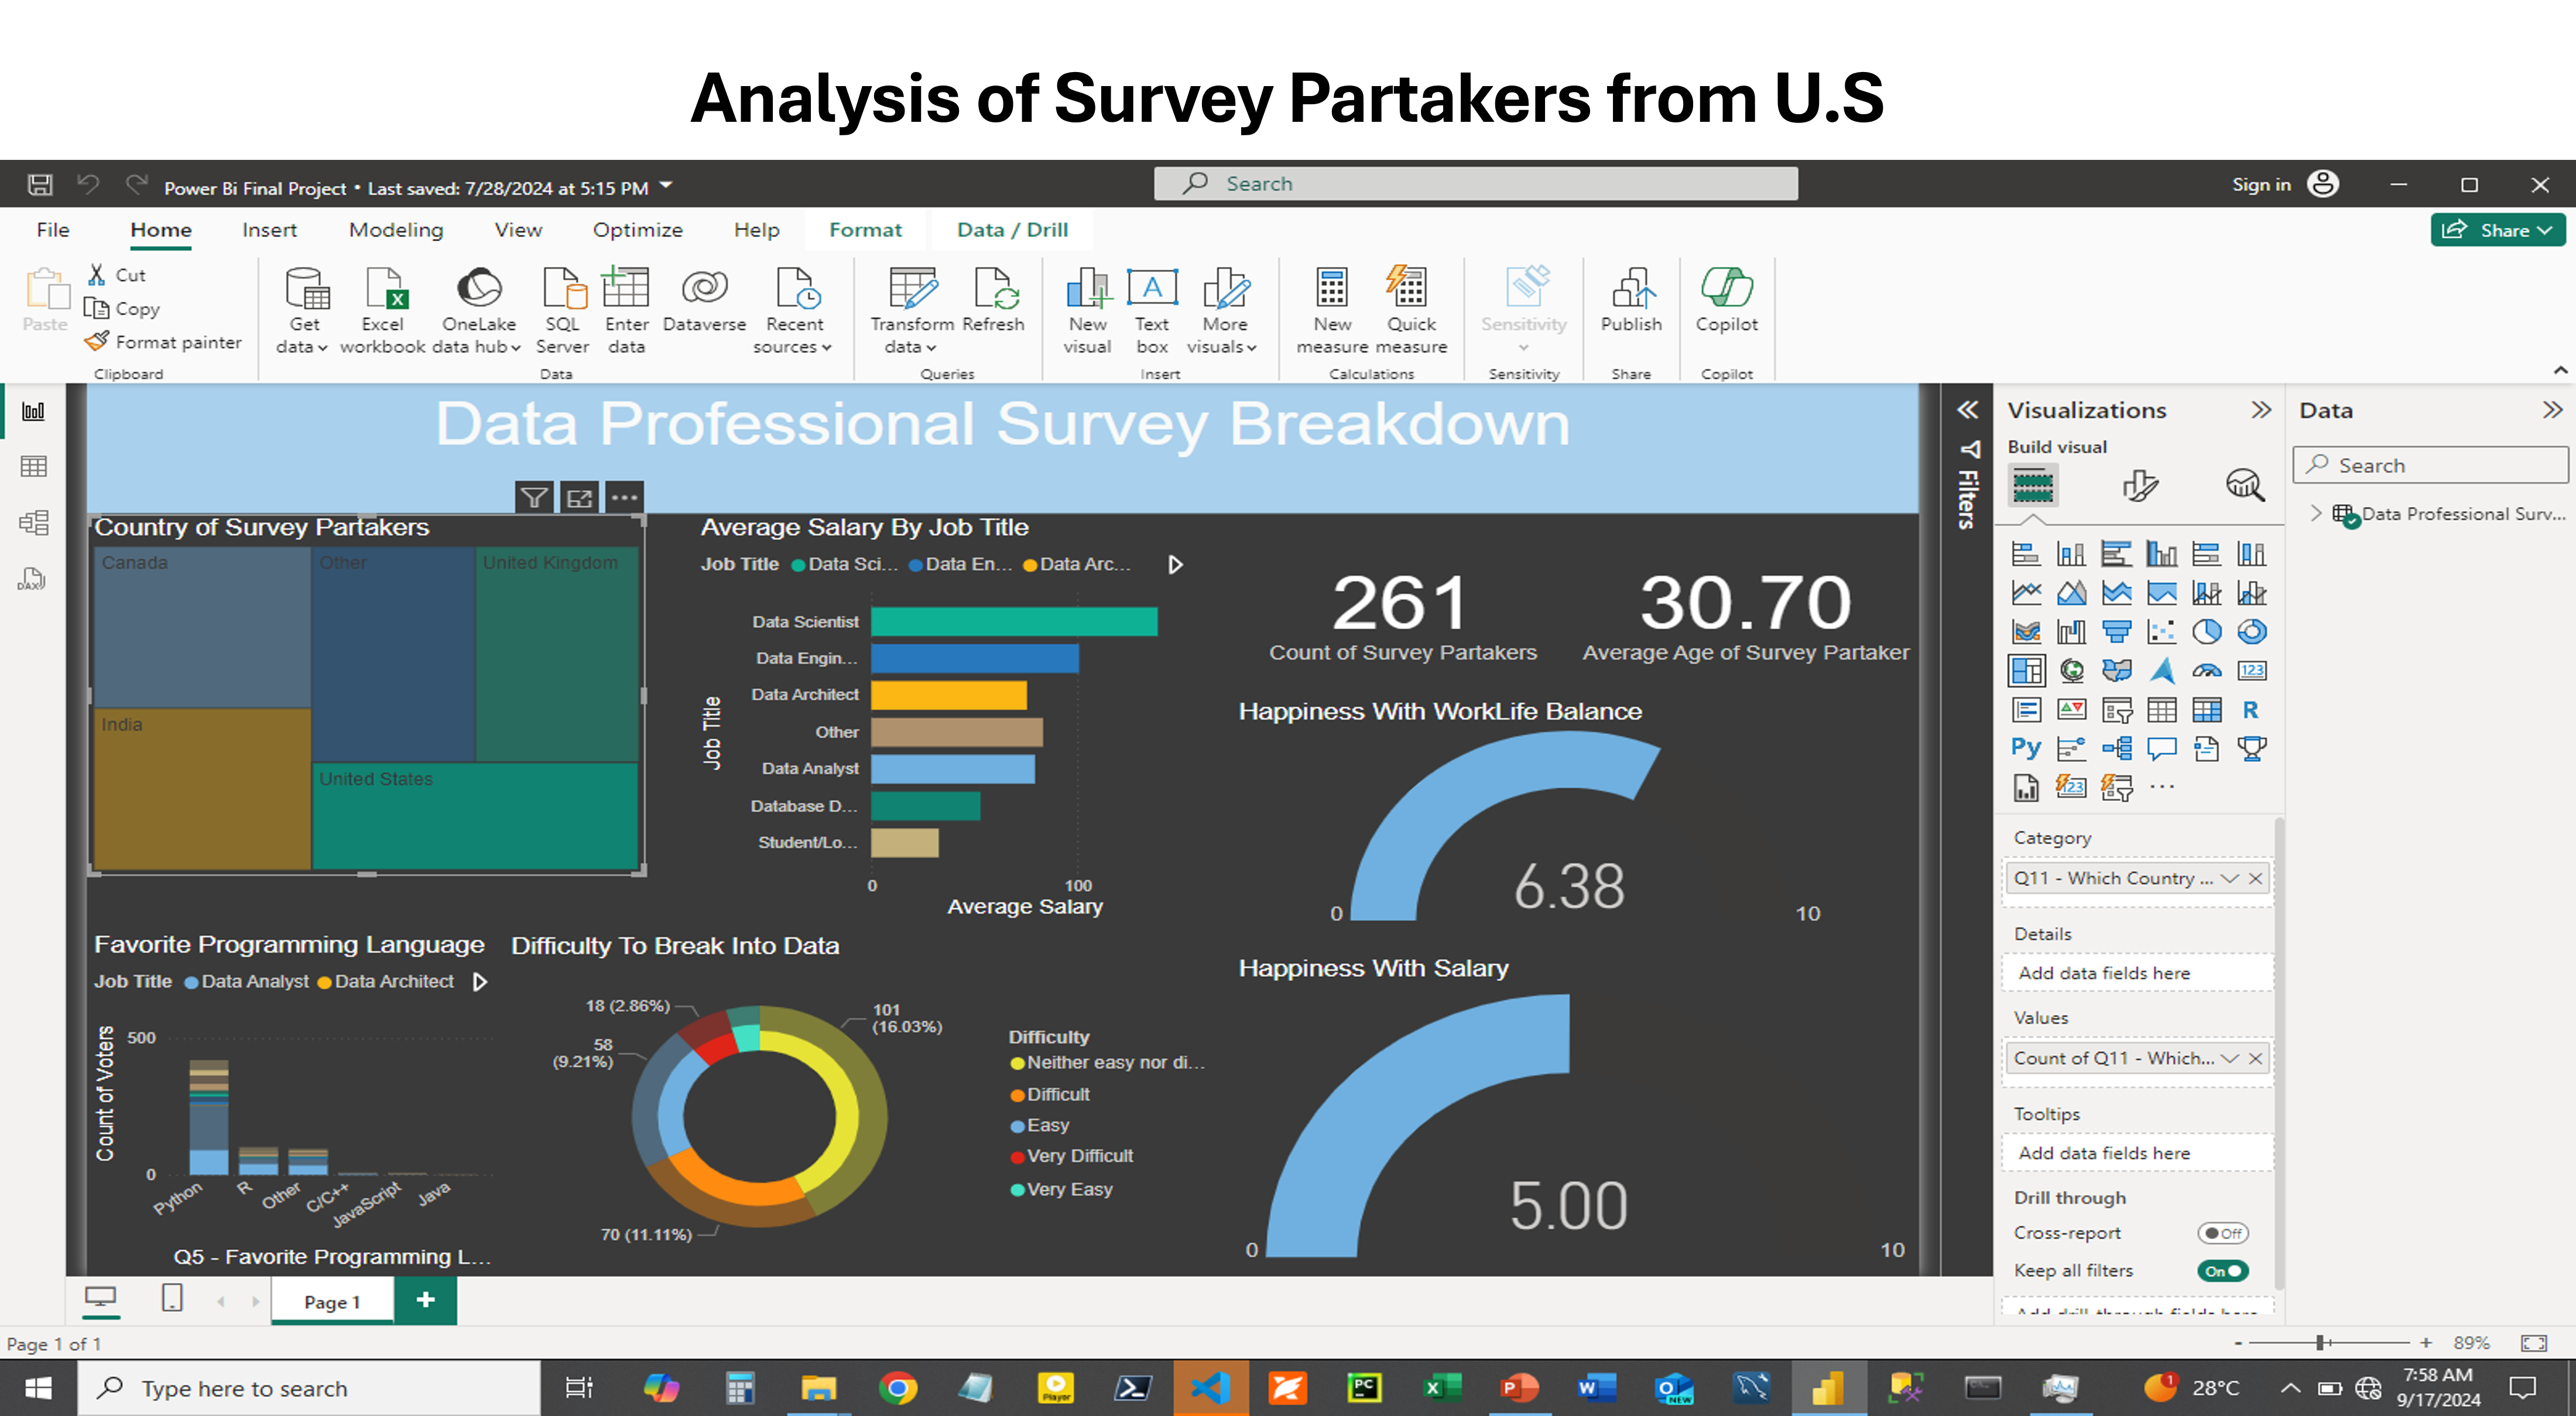 Analysis of Survey Partakers from U.S
Power Bi Final Project • Last saved: 7/28/2024 at 5:15 PM
Search
Sign in
File
Home
Insert
Modeling
View
Optimize
Help
Format
Data / Drill
Share
Paste
Cut
Copy
Format painter
Clipboard
Get data
Excel workbook
OneLake data hub
SQL Server
Enter data
Dataverse
Recent sources
Data
Transform data
Refresh
Queries
New visual
Text box
More visuals
Insert
New measure
Quick measure
Calculations
Sensitivity
Sensitivity
Publish
Share
Copilot
Copilot
DAX
Data Professional Survey Breakdown
Country of Survey Partakers
Canada
Other
United Kingdom
India
United States
Average Salary By Job Title
Job Title
Data Sci...
Data En...
Data Arc...
Job Title
Data Scientist
Data Engin...
Data Architect
Other
Data Analyst
Database D...
Student/Lo...
0
100
Average Salary
261
Count of Survey Partakers
30.70
Average Age of Survey Partaker
Happiness With WorkLife Balance
6.38
0
10
Happiness With Salary
5.00
0
10
Favorite Programming Language
Job Title
Data Analyst
Data Architect
Count of Voters
500
0
Python
R
Other
C/C++
JavaScript
Java
Q5 - Favorite Programming L...
Difficulty To Break Into Data
18 (2.86%)
58
(9.21%)
101
(16.03%)
70 (11.11%)
Difficulty
Neither easy nor di...
Difficult
Easy
Very Difficult
Very Easy
Filters
Visualizations
Build visual
123
R
Py
123
Category
Q11 - Which Country ...
Details
Add data fields here
Values
Count of Q11 - Which...
Tooltips
Add data fields here
Drill through
Cross-report
Off
Keep all filters
On
Add drill-through fields here
Data
Search
Data Professional Surv...
Page 1
Page 1 of 1
89%
Type here to search
Player
PC
NEW
1
28°C
7:58 AM
9/17/2024